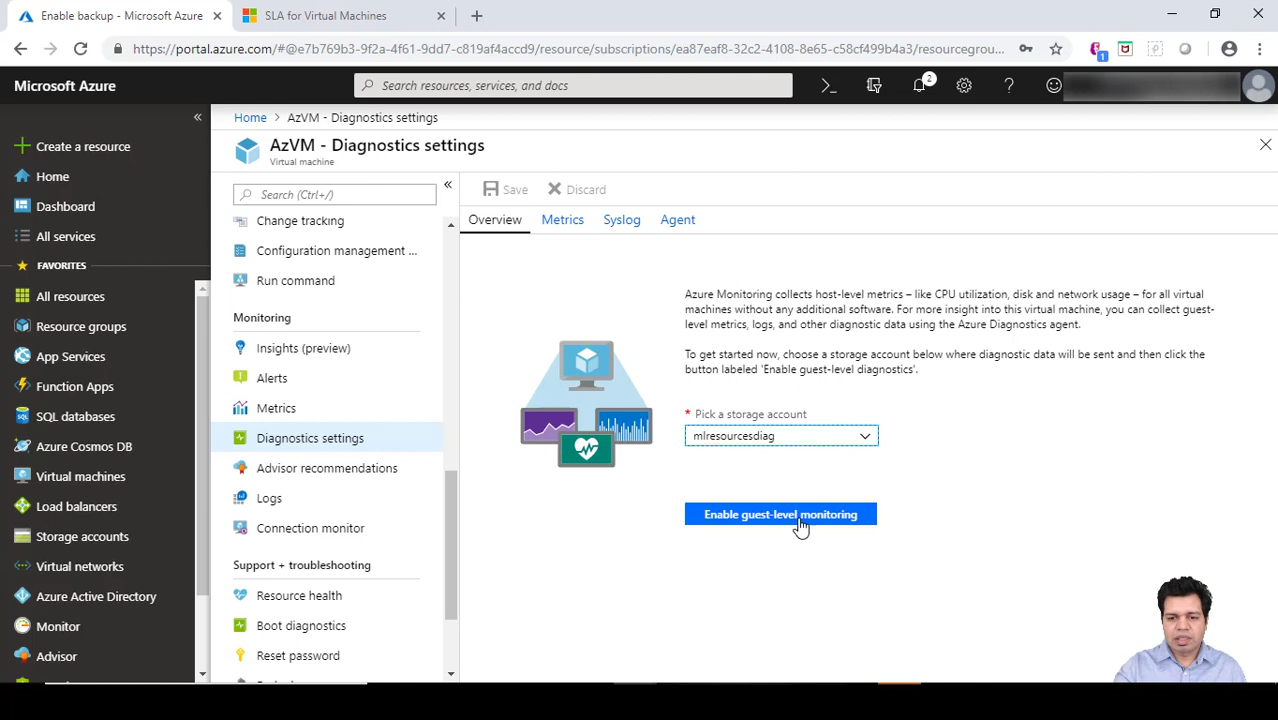 Enable backup - Microsoft Azure
SLA for Virtual Machines
https://portal.azure.com/#@e7b769b3-9f2a-4f61-9dd7-c819af4accd9/resource/subscriptions/ea87eaf8-32c2-4108-8e65-c58cf499b4a3/resourcegrou...
1
Microsoft Azure
Search resources, services, and docs
2
Create a resource
Home
Dashboard
All services
FAVORITES
All resources
Resource groups
App Services
Function Apps
SQL databases
Azure Cosmos DB
Virtual machines
Load balancers
Storage accounts
Virtual networks
Azure Active Directory
Monitor
Advisor
Home > AzVM - Diagnostics settings
AzVM - Diagnostics settings
Virtual machine
Search (Ctrl+/)
Change tracking
Configuration management ...
Run command
Monitoring
Insights (preview)
Alerts
Metrics
Diagnostics settings
Advisor recommendations
Logs
Connection monitor
Support + troubleshooting
Resource health
Boot diagnostics
Reset password
Save
Discard
Overview
Metrics
Syslog
Agent
Azure Monitoring collects host-level metrics – like CPU utilization, disk and network usage – for all virtual
machines without any additional software. For more insight into this virtual machine, you can collect guest-
level metrics, logs, and other diagnostic data using the Azure Diagnostics agent.
To get started now, choose a storage account below where diagnostic data will be sent and then click the
button labeled 'Enable guest-level diagnostics'.
* Pick a storage account
mlresourcesdiag
Enable guest-level monitoring